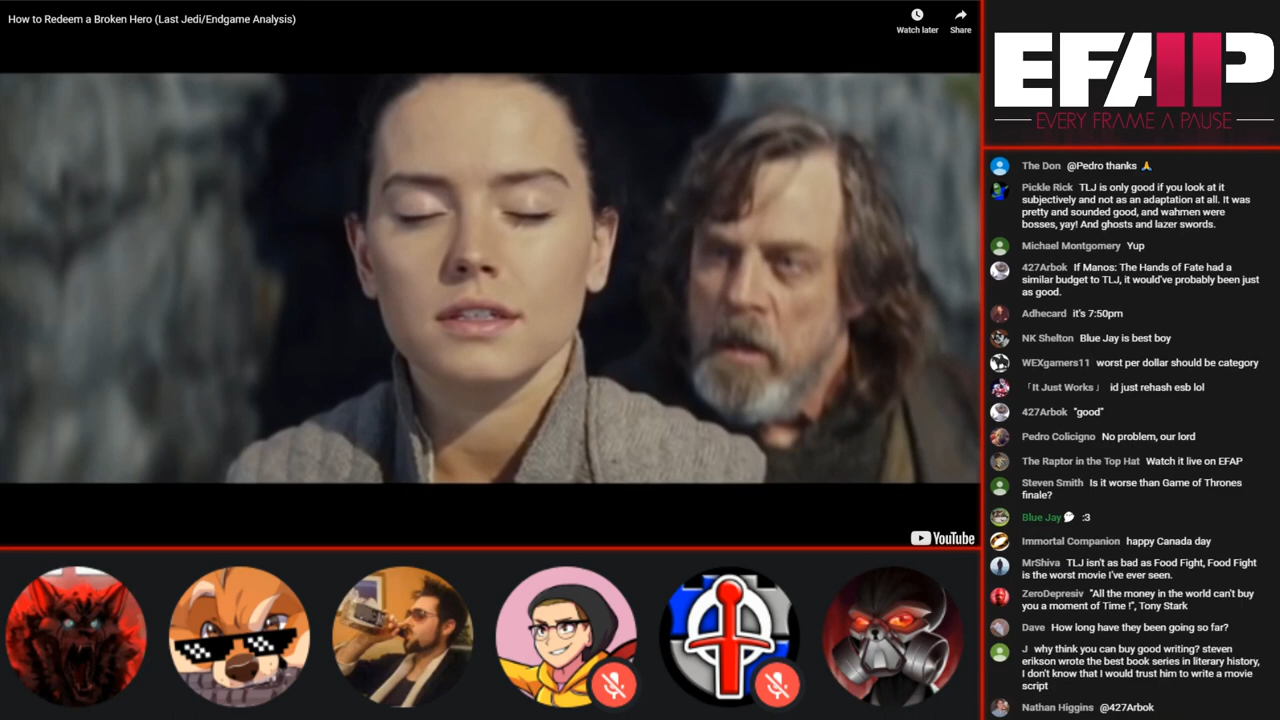 How to Redeem a Broken Hero (Last Jedi/Endgame Analysis)
Watch later
Share
YouTube
EFAP
EVERY FRAME A PAUSE
The Don @Pedro thanks 🙏
Pickle Rick TLJ is only good if you look at it
subjectively and not as an adaptation at all. It was
pretty and sounded good, and wahmen were
bosses, yay! And ghosts and lazer swords.
Michael Montgomery Yup
427Arbok If Manos: The Hands of Fate had a
similar budget to TLJ, it would've probably been just
as good.
Adhecard it's 7:50pm
NK Shelton Blue Jay is best boy
WEXgamers11 worst per dollar should be category
「It Just Works」 id just rehash esb lol
427Arbok "good"
Pedro Colicigno No problem, our lord
The Raptor in the Top Hat Watch it live on EFAP
Steven Smith Is it worse than Game of Thrones
finale?
Blue Jay :3
Immortal Companion happy Canada day
MrShiva TLJ isn't as bad as Food Fight, Food Fight
is the worst movie I've ever seen.
ZeroDepresiv "All the money in the world can't buy
you a moment of Time !", Tony Stark
Dave How long have they been going so far?
J why think you can buy good writing? steven
erikson wrote the best book series in literary history,
I don't know that I would trust him to write a movie
script
Nathan Higgins @427Arbok